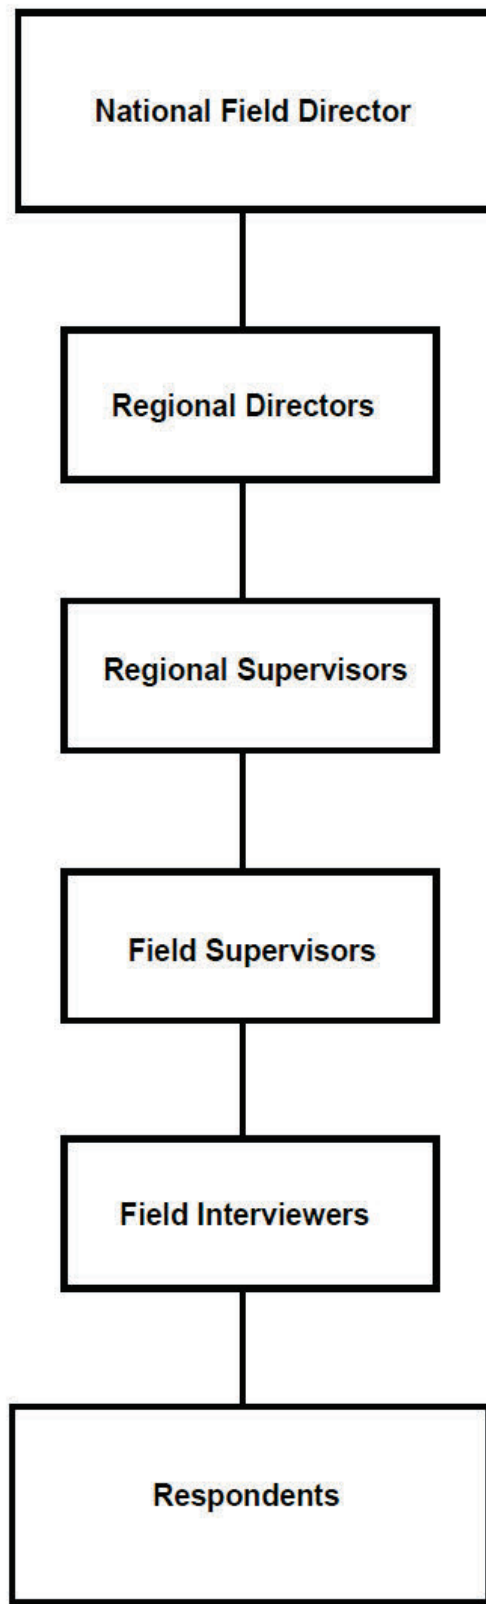 National Field Director
Regional Directors
Regional Supervisors
Field Supervisors
Field Interviewers
Respondents